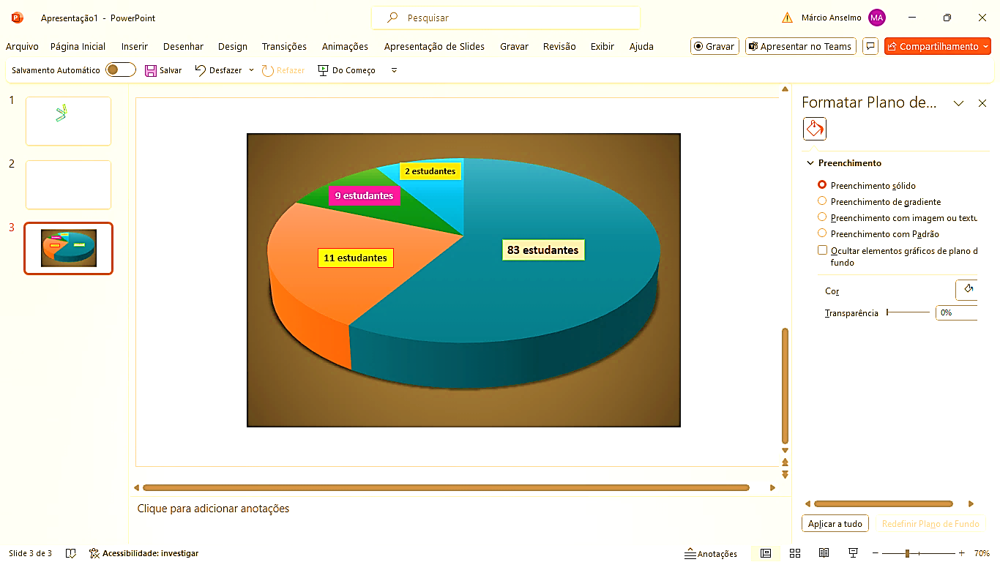 Apresentação1 - PowerPoint
Pesquisar
Márcio Anselmo
MA
Arquivo Página Inicial Inserir Desenhar Design Transições Animações Apresentação de Slides Gravar Revisão Exibir Ajuda
Gravar
Apresentar no Teams
Compartilhamento
Salvamento Automático
Salvar
Desfazer
Refazer
Do Começo
1
2
3
2 estudantes
9 estudantes
11 estudantes
83 estudantes
Formatar Plano de...
Preenchimento
Preenchimento sólido
Preenchimento de gradiente
Preenchimento com imagem ou textu
Preenchimento com Padrão
Ocultar elementos gráficos de plano d
fundo
Cor
Transparência
0%
Clique para adicionar anotações
Aplicar a tudo
Redefinir Plano de Fundo
Slide 3 de 3
Acessibilidade: investigar
Anotações
70%